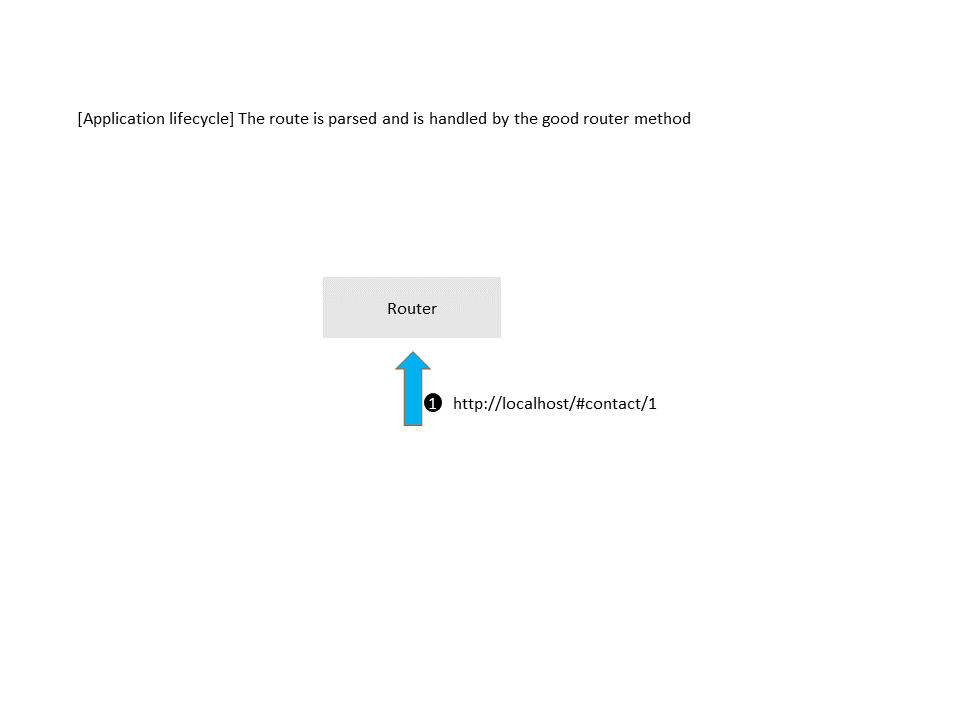 [Application lifecycle] The route is parsed and is handled by the good router method
Router
1 http://localhost/#contact/1